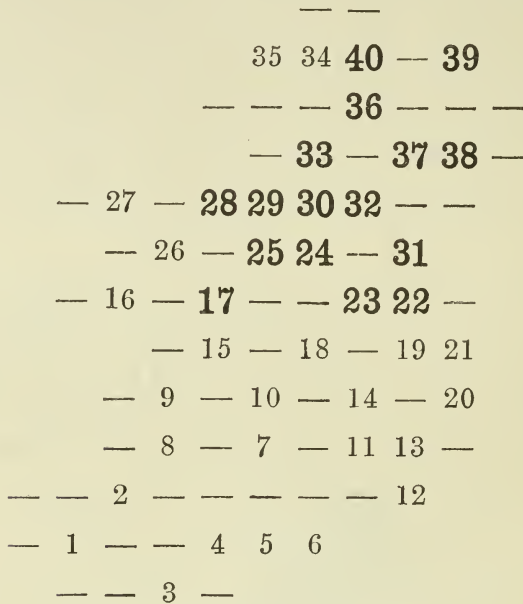 — —
35 34 40 — 39
— — — 36 — — —
— 33 — 37 38 —
— 27 — 28 29 30 32 — —
— 26 — 25 24 — 31
— 16 — 17 — — 23 22 —
— 15 — 18 — 19 21
— 9 — 10 — 14 — 20
— 8 — 7 — 11 13 —
— — 2 — — — — — 12
— 1 — — 4 5 6
— — 3 —